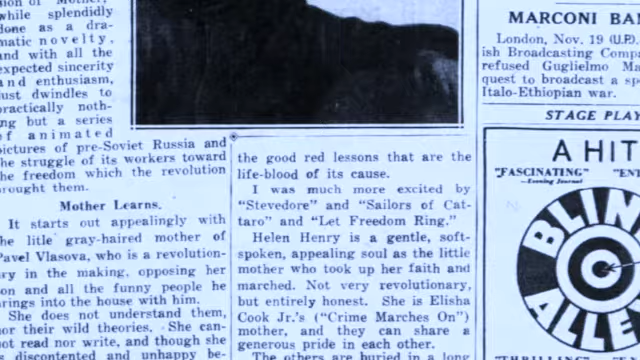 sion of "Mother,"
while splendidly
done as a dra-
matic novelty,
and with all the
expected sincerity
and enthusiasm,
just dwindles to
practically noth-
ing but a series
of animated
pictures of pre-Soviet Russia and
the struggle of its workers toward
the freedom which the revolution
brought them.
Mother Learns.
It starts out appealingly with
the litle gray-haired mother of
Pavel Vlasova, who is a revolution-
ary in the making, opposing her
son and all the funny people he
brings into the house with him.
She does not understand them,
nor their wild theories. She can-
not read nor write, and though she
is discontented and unhappy be-
the good red lessons that are the
life-blood of its cause.
I was much more excited by
"Stevedore" and "Sailors of Cat-
taro" and "Let Freedom Ring."
Helen Henry is a gentle, soft-
spoken, appealing soul as the little
mother who took up her faith and
marched. Not very revolutionary,
but entirely honest. She is Elisha
Cook Jr.'s ("Crime Marches On")
mother, and they can share a
generous pride in each other.
The others are buried in a long
MARCONI BAN
London, Nov. 19 (U.P.)
ish Broadcasting Compa
refused Guglielmo Ma
quest to broadcast a sp
Italo-Ethiopian war.
STAGE PLAY
A HIT
"FASCINATING" "EN
—Evening Journal
BLIN
ALLE
"THRILLING"